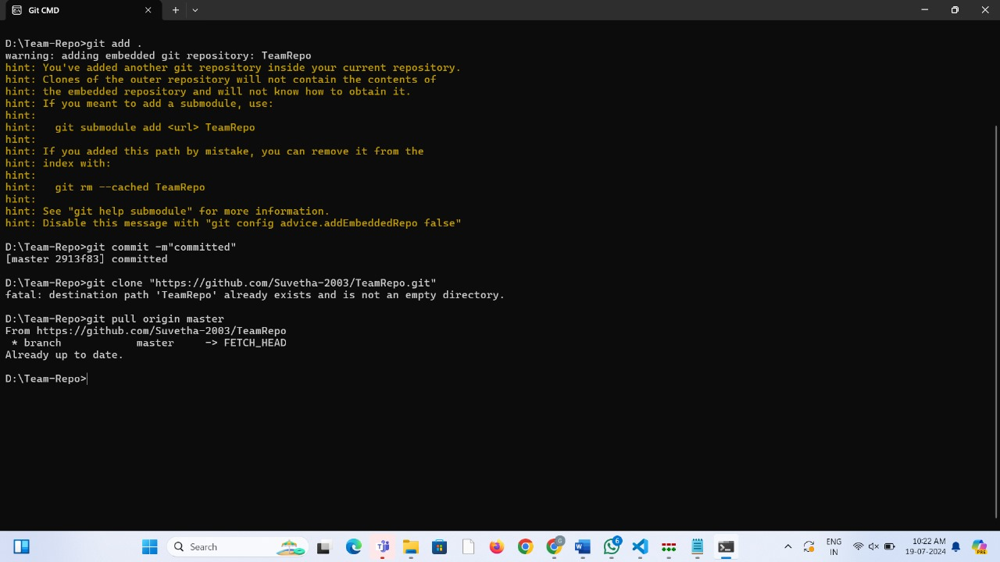 Git CMD
D:\Team-Repo>git add .
warning: adding embedded git repository: TeamRepo
hint: You've added another git repository inside your current repository.
hint: Clones of the outer repository will not contain the contents of
hint: the embedded repository and will not know how to obtain it.
hint: If you meant to add a submodule, use:
hint:
hint:   git submodule add <url> TeamRepo
hint:
hint: If you added this path by mistake, you can remove it from the
hint: index with:
hint:
hint:   git rm --cached TeamRepo
hint:
hint: See "git help submodule" for more information.
hint: Disable this message with "git config advice.addEmbeddedRepo false"
D:\Team-Repo>git commit -m"committed"
[master 2913f83] committed
D:\Team-Repo>git clone "https://github.com/Suvetha-2003/TeamRepo.git"
fatal: destination path 'TeamRepo' already exists and is not an empty directory.
D:\Team-Repo>git pull origin master
From https://github.com/Suvetha-2003/TeamRepo
 * branch            master     -> FETCH_HEAD
Already up to date.
D:\Team-Repo>
Search
6
ENG
IN
10:22 AM
19-07-2024
PRE